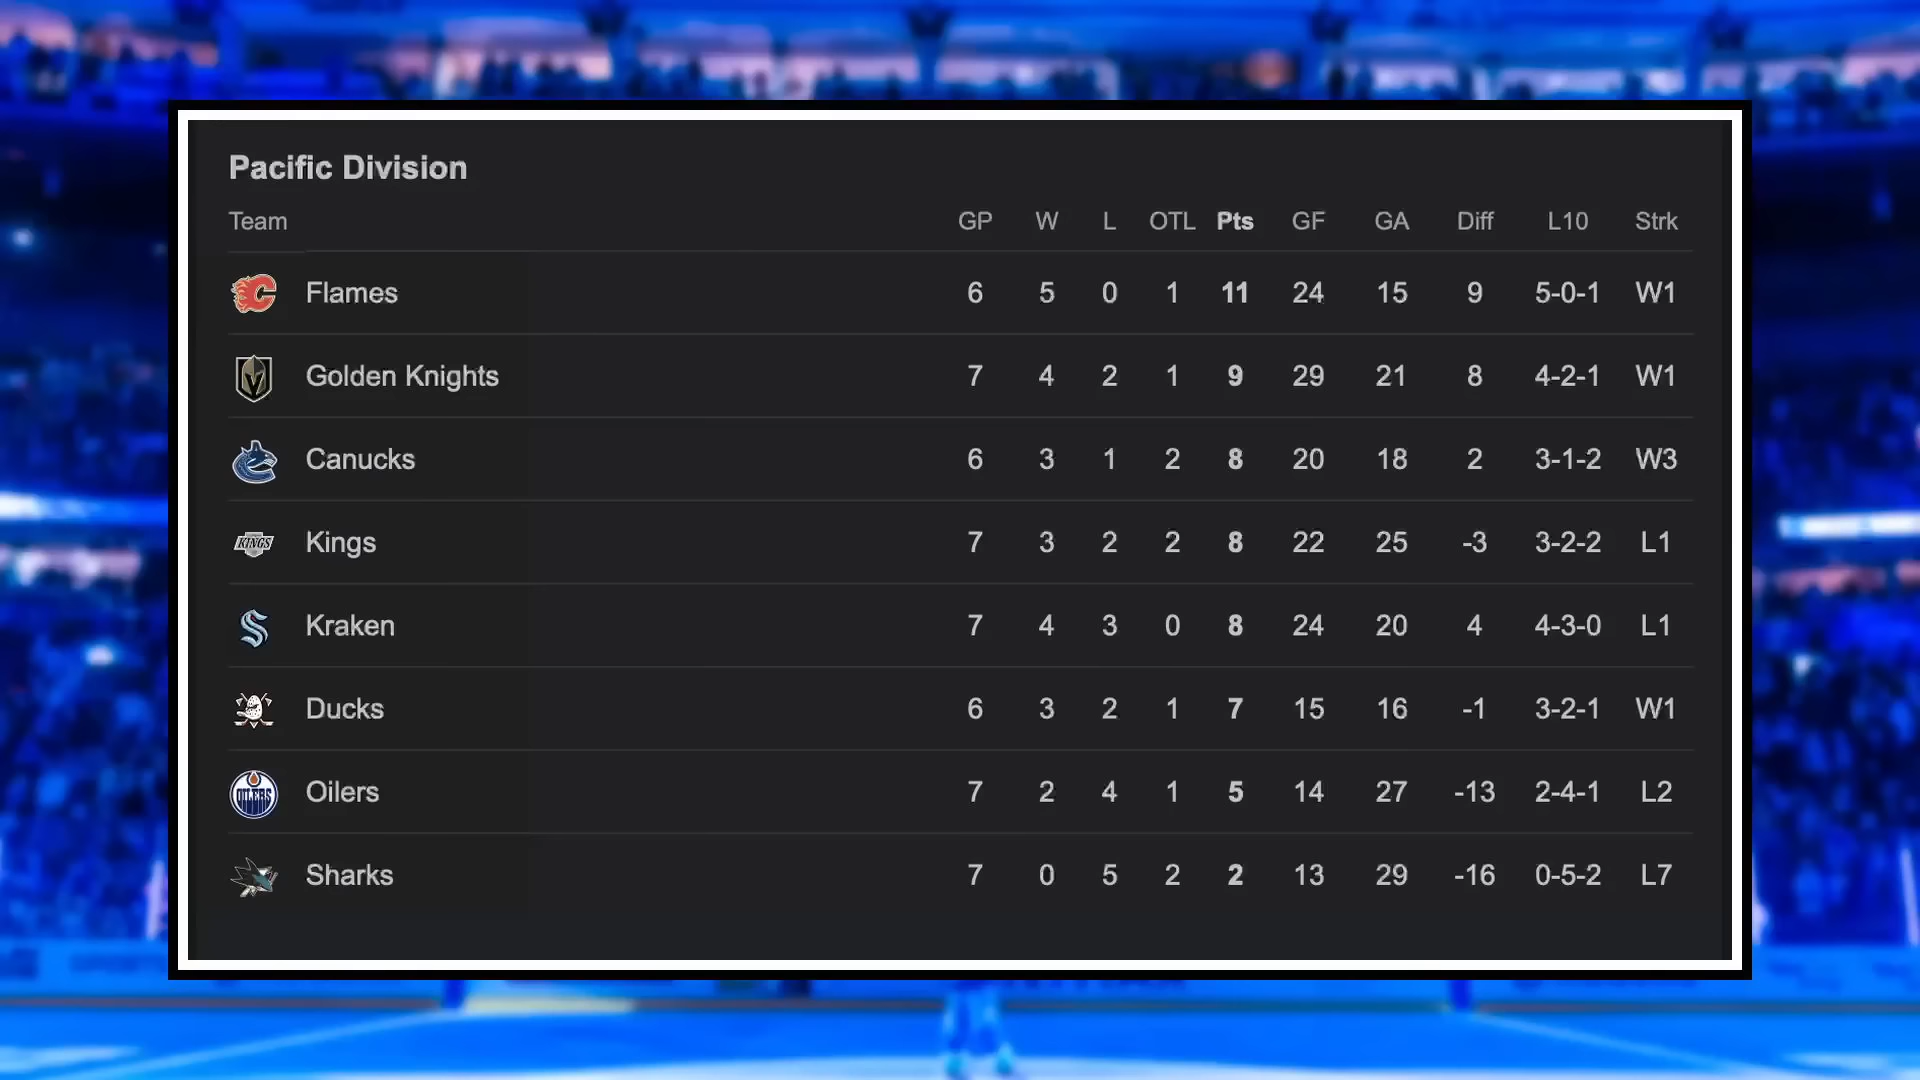 Pacific Division
Team GP W L OTL Pts GF GA Diff L10 Strk
Flames 6 5 0 1 11 24 15 9 5-0-1 W1
Golden Knights 7 4 2 1 9 29 21 8 4-2-1 W1
Canucks 6 3 1 2 8 20 18 2 3-1-2 W3
KINGS Kings 7 3 2 2 8 22 25 -3 3-2-2 L1
Kraken 7 4 3 0 8 24 20 4 4-3-0 L1
Ducks 6 3 2 1 7 15 16 -1 3-2-1 W1
OILERS Oilers 7 2 4 1 5 14 27 -13 2-4-1 L2
Sharks 7 0 5 2 2 13 29 -16 0-5-2 L7